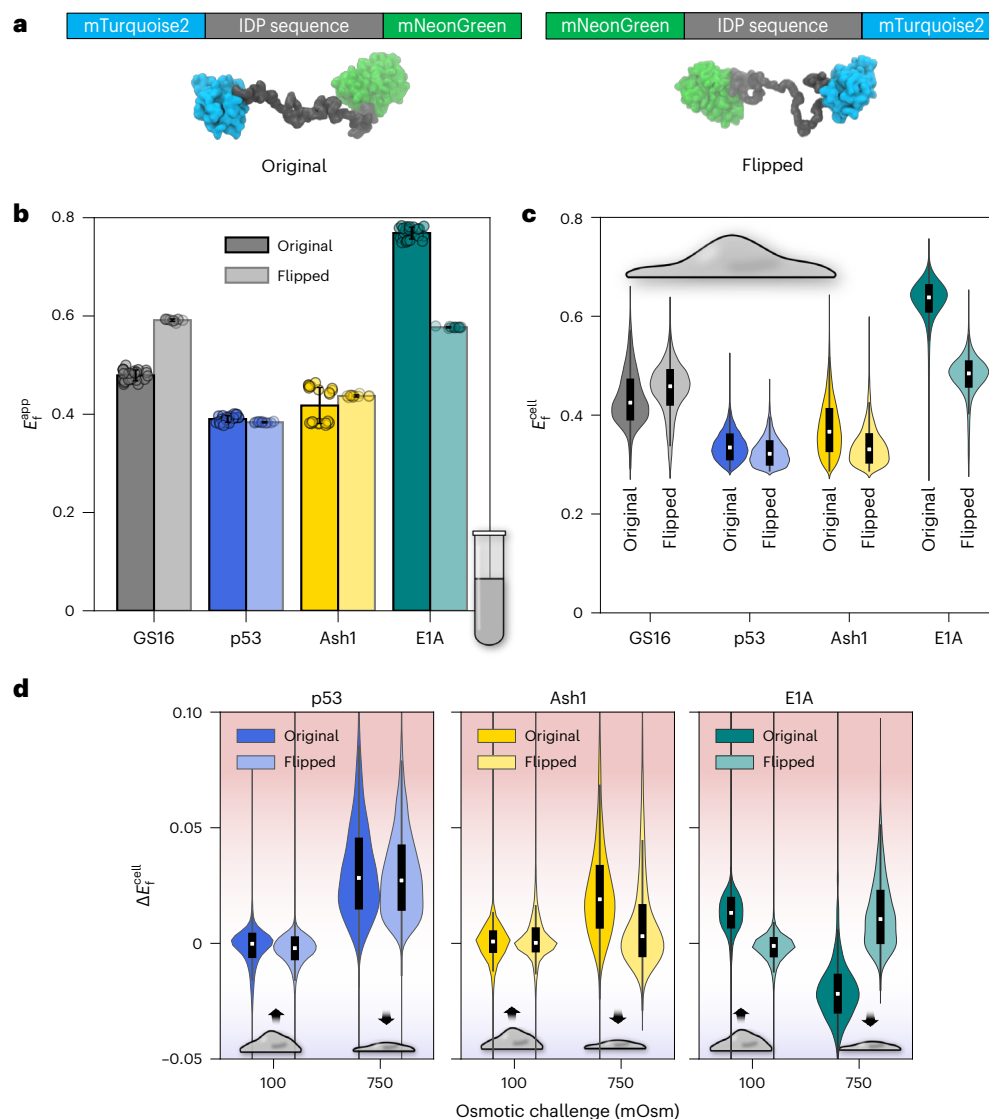 a
mTurquoise2 IDP sequence mNeonGreen
mNeonGreen IDP sequence mTurquoise2
Original
Flipped
b
E_f^app
0.8
0.6
0.4
0.2
0
Original
Flipped
GS16 p53 Ash1 E1A
c
E_f^cell
0.8
0.6
0.4
0.2
0
Original Flipped Original Flipped Original Flipped Original Flipped
GS16 p53 Ash1 E1A
d
p53 Ash1 E1A
ΔE_f^cell
0.10
0.05
0
−0.05
Original
Flipped
Original
Flipped
Original
Flipped
100 750 100 750 100 750
Osmotic challenge (mOsm)